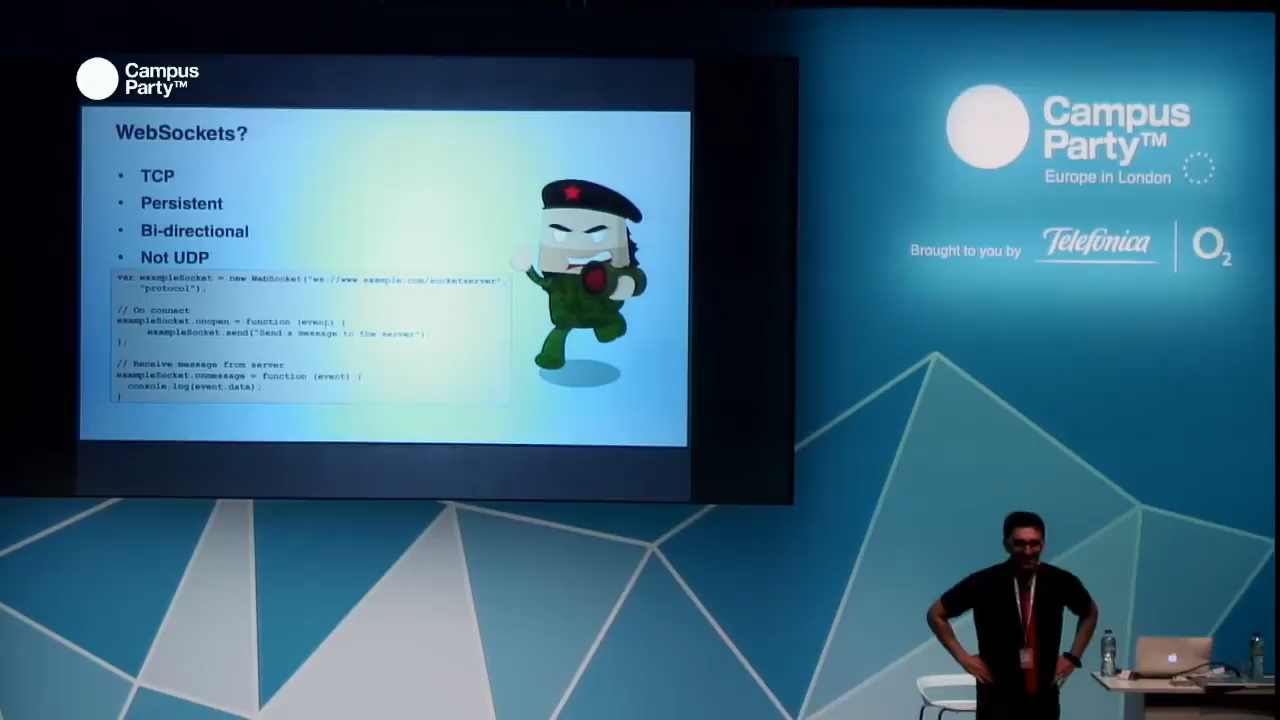 Campus
Party™
WebSockets?
• TCP
• Persistent
• Bi-directional
• Not UDP
var exampleSocket = new WebSocket("ws://www.example.com/socketserver",
"protocol");
// On connect
exampleSocket.onopen = function (event) {
exampleSocket.send("Send a message to the server");
};
// Receive message from server
exampleSocket.onmessage = function (event) {
console.log(event.data);
}
Campus
Party™
Europe in London
Brought to you by
Telefónica
O2